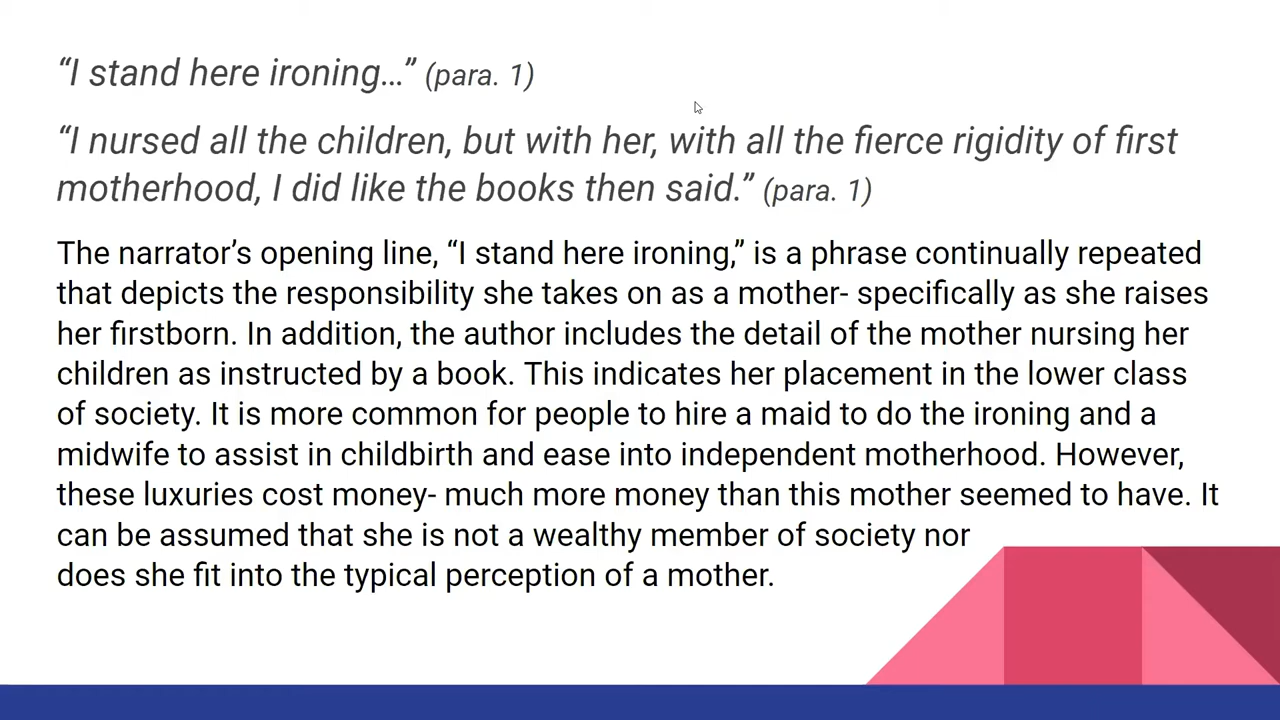 “I stand here ironing…” (para. 1)
“I nursed all the children, but with her, with all the fierce rigidity of first
motherhood, I did like the books then said.” (para. 1)
The narrator’s opening line, “I stand here ironing,” is a phrase continually repeated
that depicts the responsibility she takes on as a mother- specifically as she raises
her firstborn. In addition, the author includes the detail of the mother nursing her
children as instructed by a book. This indicates her placement in the lower class
of society. It is more common for people to hire a maid to do the ironing and a
midwife to assist in childbirth and ease into independent motherhood. However,
these luxuries cost money- much more money than this mother seemed to have. It
can be assumed that she is not a wealthy member of society nor
does she fit into the typical perception of a mother.